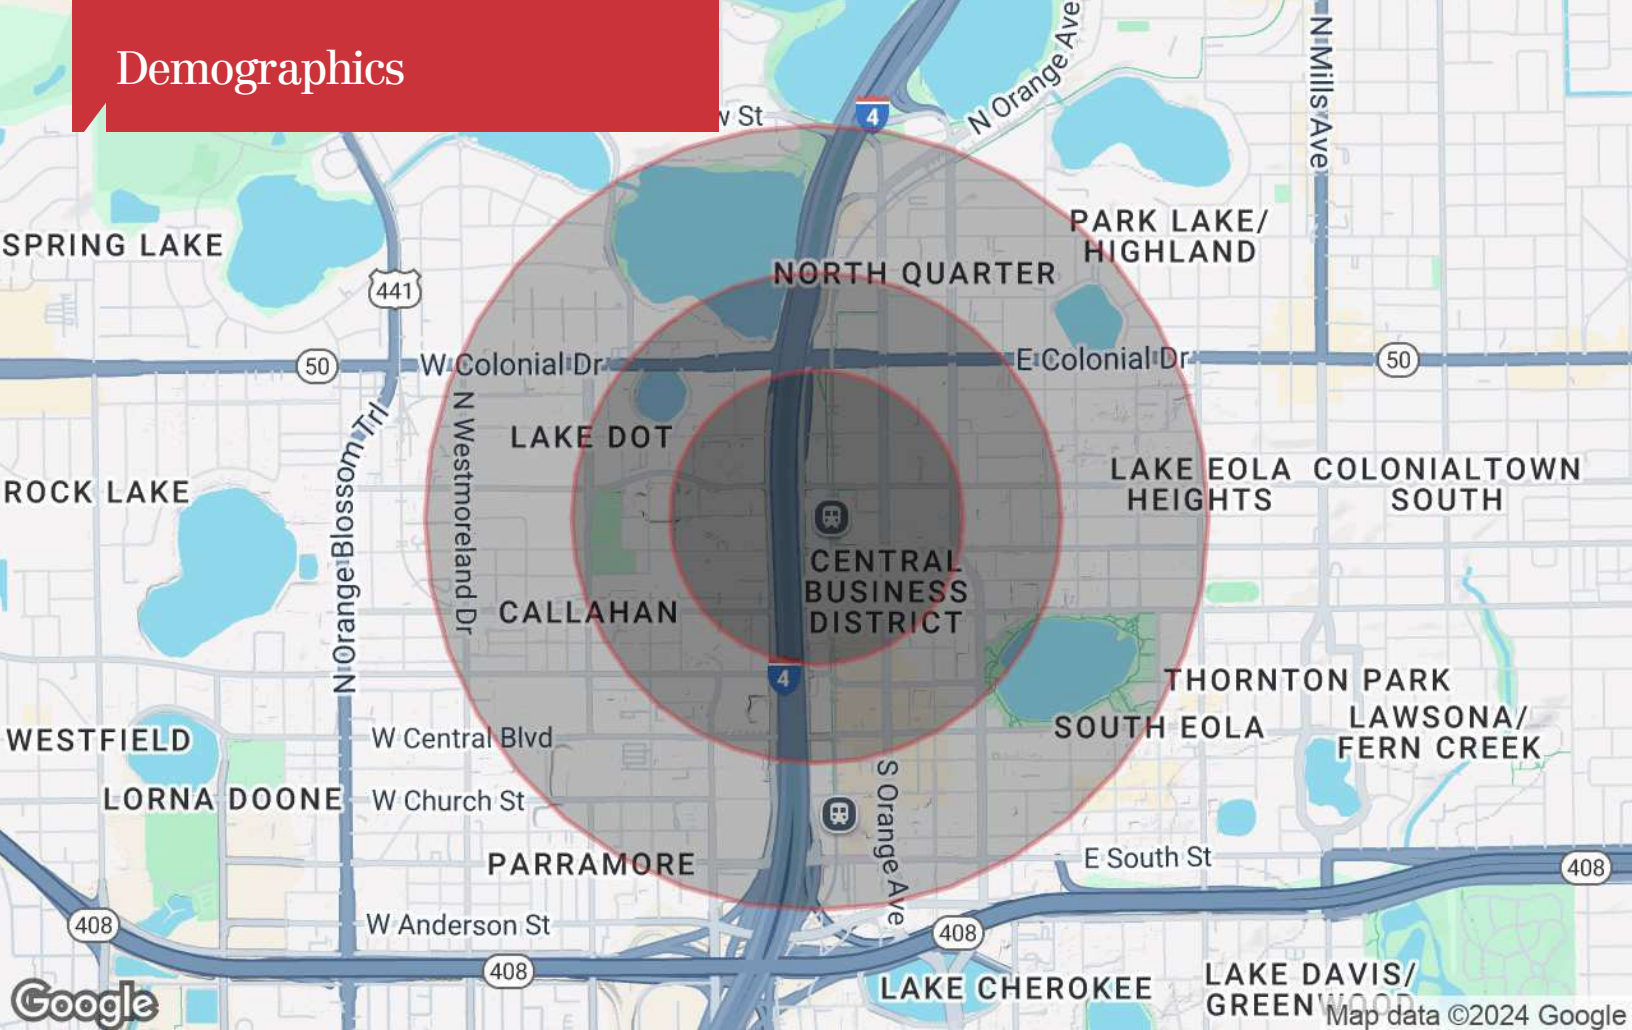 Demographics
w St
4
N Orange Ave
N Mills Ave
PARK LAKE/
HIGHLAND
SPRING LAKE
NORTH QUARTER
441
50
W Colonial Dr
E Colonial Dr
50
N Westmoreland Dr
N Orange Blossom Trl
LAKE DOT
LAKE EOLA
HEIGHTS
COLONIALTOWN
SOUTH
ROCK LAKE
CENTRAL
BUSINESS
DISTRICT
CALLAHAN
4
THORNTON PARK
SOUTH EOLA
LAWSONA/
FERN CREEK
WESTFIELD
W Central Blvd
LORNA DOONE
W Church St
S Orange Ave
PARRAMORE
E South St
408
408
W Anderson St
408
408
LAKE CHEROKEE
LAKE DAVIS/
GREENWOOD
Google
Map data ©2024 Google